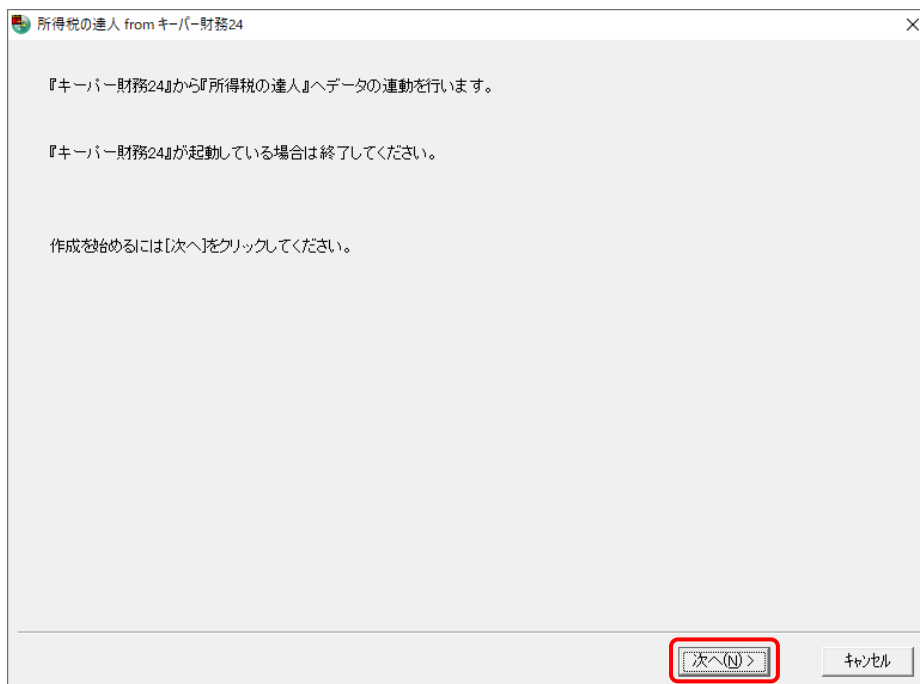 所得税の達人 from キーパー財務24
『キーパー財務24』から『所得税の達人』へデータの連動を行います。
『キーパー財務24』が起動している場合は終了してください。
作成を始めるには[次へ]をクリックしてください。
次へ(N) >
キャンセル